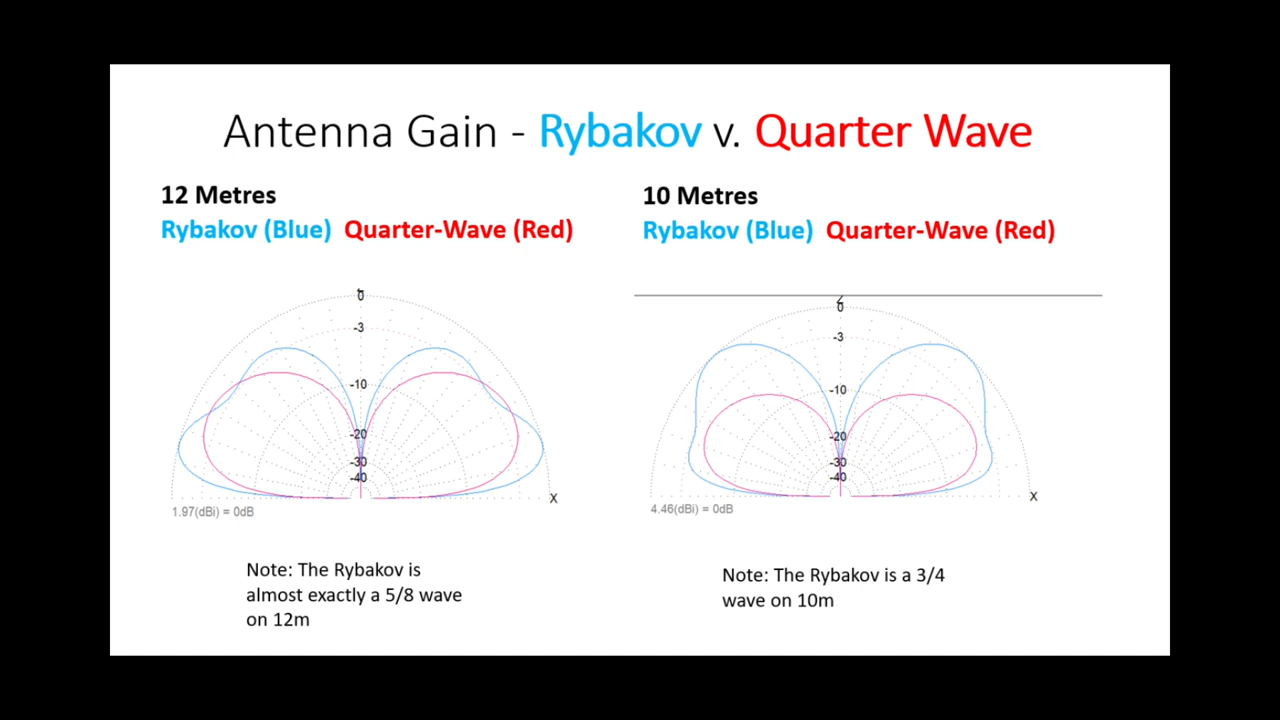 Antenna Gain - Rybakov v. Quarter Wave
12 Metres
Rybakov (Blue) Quarter-Wave (Red)
0
-3
-10
-20
-30
-40
X
1.97(dBi) = 0dB
Note: The Rybakov is
almost exactly a 5/8 wave
on 12m
10 Metres
Rybakov (Blue) Quarter-Wave (Red)
0
-3
-10
-20
-30
-40
X
4.46(dBi) = 0dB
Note: The Rybakov is a 3/4
wave on 10m